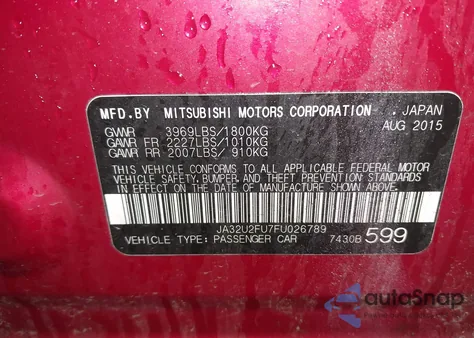 MFD.BY MITSUBISHI MOTORS CORPORATION . JAPAN
AUG 2015
GVWR 3969LBS/1800KG
GAWR FR 2227LBS/1010KG
GAWR RR 2007LBS/ 910KG
THIS VEHICLE CONFORMS TO ALL APPLICABLE FEDERAL MOTOR
VEHICLE SAFETY, BUMPER, AND THEFT PREVENTION STANDARDS
IN EFFECT ON THE DATE OF MANUFACTURE SHOWN ABOVE.
JA32U2FU7FU026789
VEHICLE TYPE: PASSENGER CAR 7430B 599
autoSnap